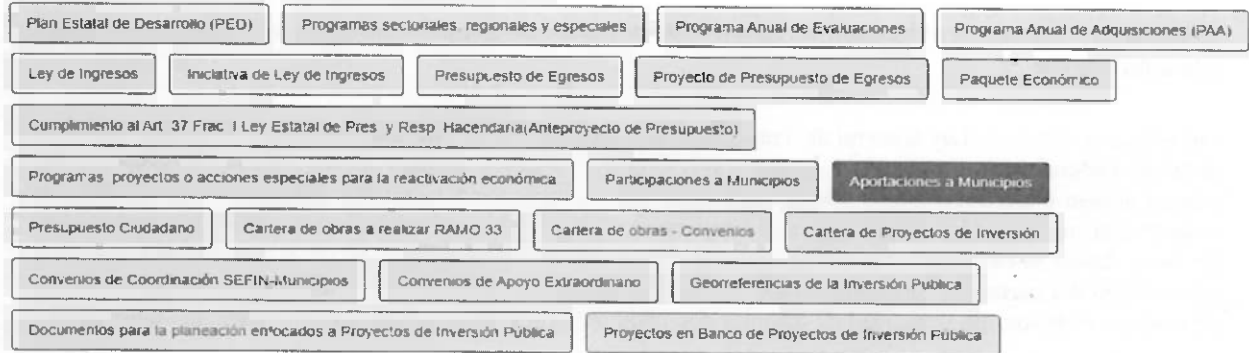 Plan Estatal de Desarrollo (PED) Programas sectoriales, regionales y especiales Programa Anual de Evaluaciones Programa Anual de Adquisiciones (PAA)
Ley de Ingresos Iniciativa de Ley de Ingresos Presupuesto de Egresos Proyecto de Presupuesto de Egresos Paquete Económico
Cumplimiento al Art 37 Frac I Ley Estatal de Pres y Resp Hacendaria(Anteproyecto de Presupuesto)
Programas proyectos o acciones especiales para la reactivación económica Participaciones a Municipios Aportaciones a Municipios
Presupuesto Ciudadano Cartera de obras a realizar RAMO 33 Cartera de obras - Convenios Cartera de Proyectos de Inversión
Convenios de Coordinación SEFIN-Municipios Convenios de Apoyo Extraordinario Georreferencias de la Inversión Publica
Documentos para la planeación enfocados a Proyectos de Inversión Pública Proyectos en Banco de Proyectos de Inversión Pública